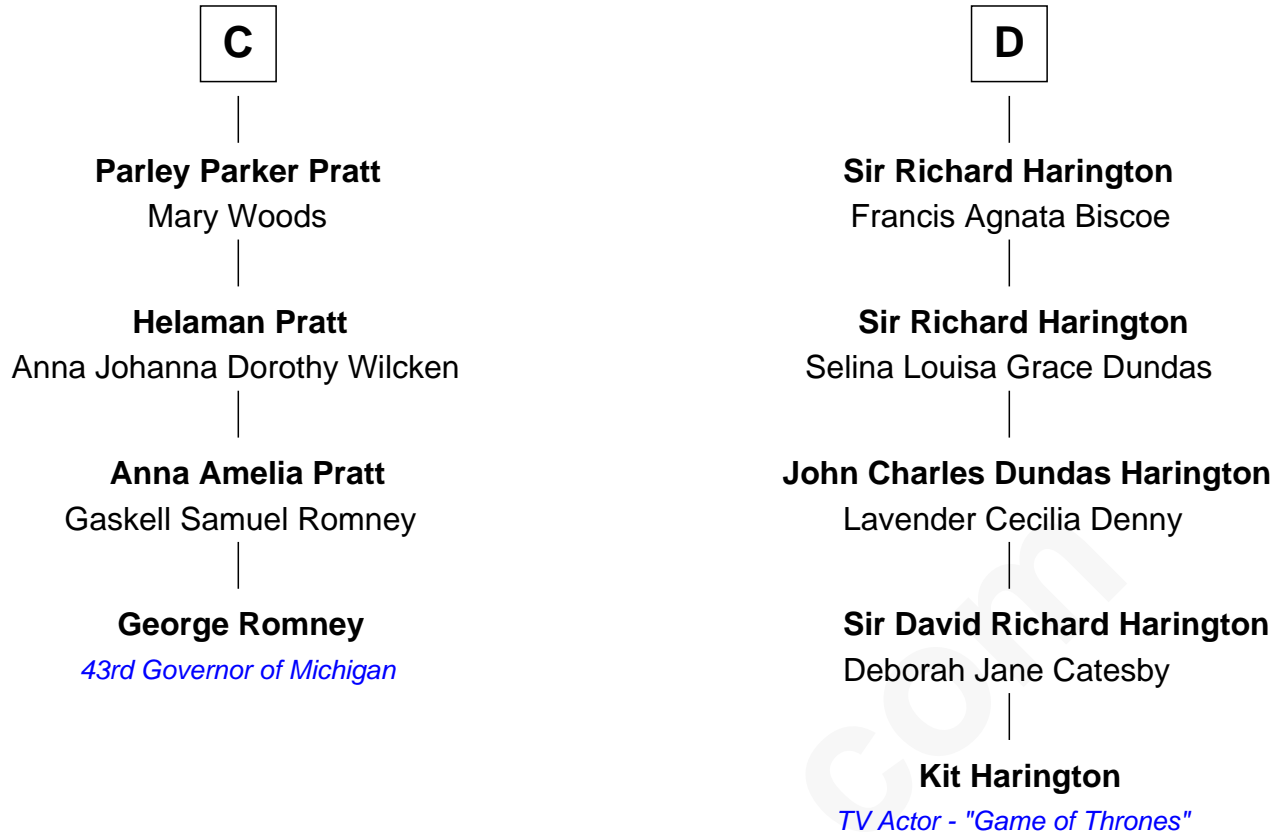 C
Parley Parker Pratt
Mary Woods
Helaman Pratt
Anna Johanna Dorothy Wilcken
Anna Amelia Pratt
Gaskell Samuel Romney
George Romney
43rd Governor of Michigan
D
Sir Richard Harington
Francis Agnata Biscoe
Sir Richard Harington
Selina Louisa Grace Dundas
John Charles Dundas Harington
Lavender Cecilia Denny
Sir David Richard Harington
Deborah Jane Catesby
Kit Harington
TV Actor - "Game of Thrones"
com